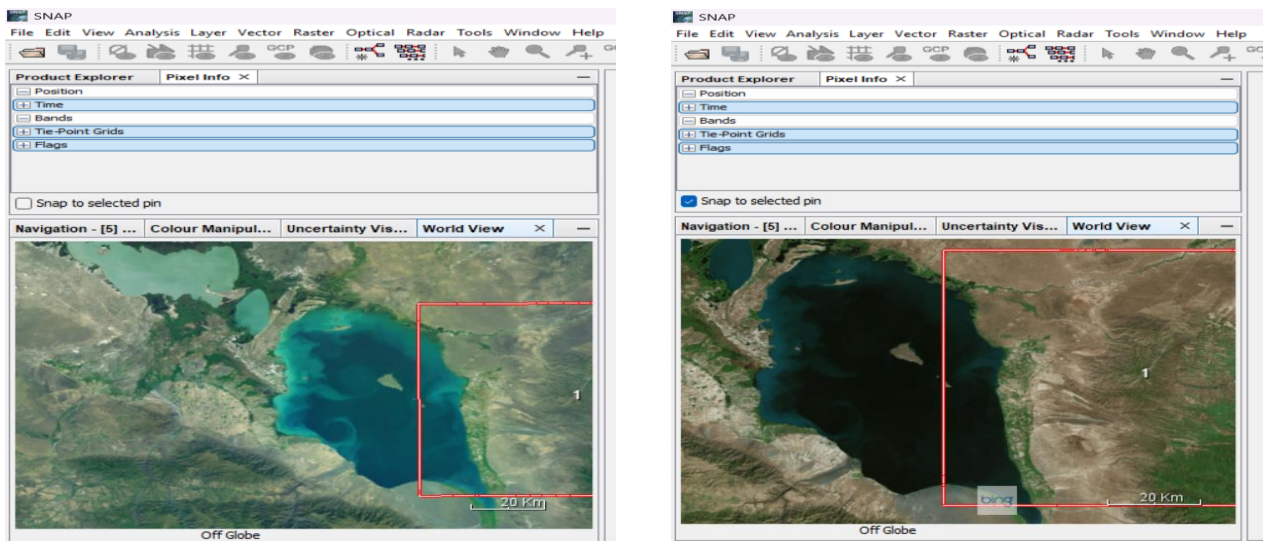 SNAP
File Edit View Analysis Layer Vector Raster Optical Radar Tools Window Help
GCP
Product Explorer Pixel Info ×
Position
Time
Bands
Tie-Point Grids
Flags
Snap to selected pin
Navigation - [5] ... Colour Manipul... Uncertainty Vis... World View ×
1
20 Km
Off Globe
SNAP
File Edit View Analysis Layer Vector Raster Optical Radar Tools Window Help
GCP
Product Explorer Pixel Info ×
Position
Time
Bands
Tie-Point Grids
Flags
Snap to selected pin
Navigation - [5] ... Colour Manipul... Uncertainty Vis... World View ×
1
bing
20 Km
Off Globe